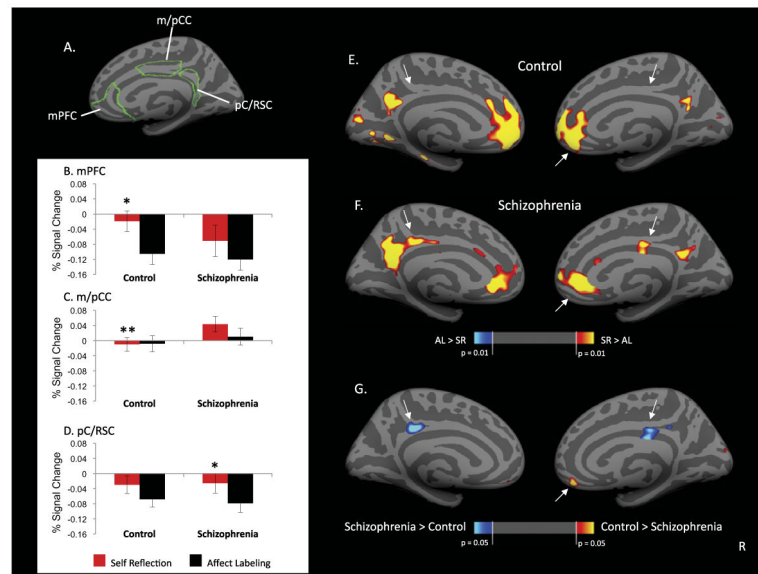 A.
m/pCC
mPFC
pC/RSC
B. mPFC
0.08
0.04
0
-0.04
-0.08
-0.12
-0.16
% Signal Change
*
Control
Schizophrenia
C. m/pCC
0.08
0.04
0
-0.04
-0.08
-0.12
-0.16
% Signal Change
**
Control
Schizophrenia
D. pC/RSC
0.08
0.04
0
-0.04
-0.08
-0.12
-0.16
% Signal Change
*
Control
Schizophrenia
Self Reflection
Affect Labeling
E.
Control
F.
Schizophrenia
AL > SR
SR > AL
p = 0.01
p = 0.01
G.
Schizophrenia > Control
Control > Schizophrenia
p = 0.05
p = 0.05
R